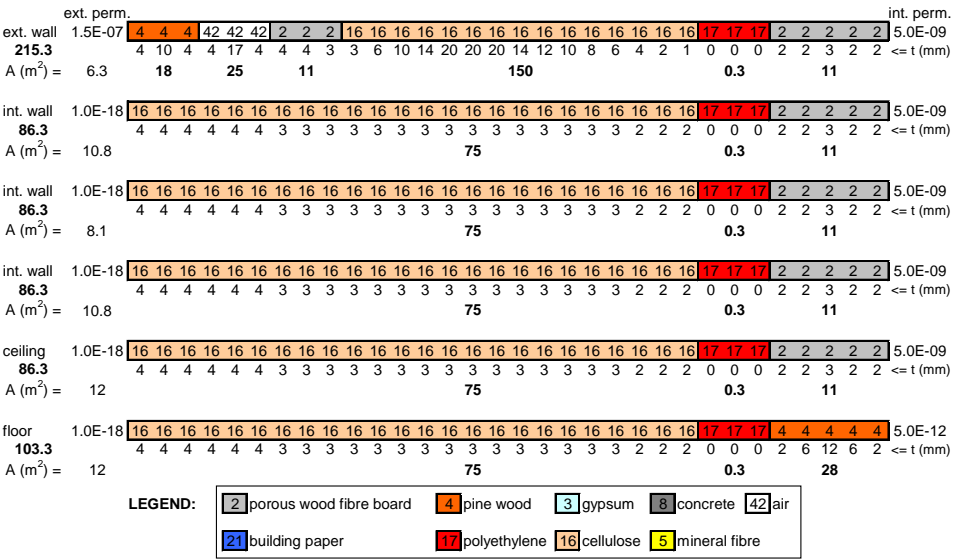 ext. perm. int. perm.
ext. wall 1.5E-07 4 4 4 42 42 42 2 2 2 16 16 16 16 16 16 16 16 16 16 16 16 16 16 16 17 17 17 2 2 2 2 2 5.0E-09
215.3 4 10 4 4 17 4 4 4 3 3 6 10 14 20 20 20 14 12 10 8 6 4 2 1 0 0 0 2 2 3 2 2 <= t (mm)
A (m2) = 6.3 18 25 11 150 0.3 11
int. wall 1.0E-18 16 16 16 16 16 16 16 16 16 16 16 16 16 16 16 16 16 16 16 16 16 16 16 16 17 17 17 2 2 2 2 2 5.0E-09
86.3 4 4 4 4 4 4 3 3 3 3 3 3 3 3 3 3 3 3 3 3 3 2 2 2 0 0 0 2 2 3 2 2 <= t (mm)
A (m2) = 10.8 75 0.3 11
int. wall 1.0E-18 16 16 16 16 16 16 16 16 16 16 16 16 16 16 16 16 16 16 16 16 16 16 16 16 17 17 17 2 2 2 2 2 5.0E-09
86.3 4 4 4 4 4 4 3 3 3 3 3 3 3 3 3 3 3 3 3 3 3 2 2 2 0 0 0 2 2 3 2 2 <= t (mm)
A (m2) = 8.1 75 0.3 11
int. wall 1.0E-18 16 16 16 16 16 16 16 16 16 16 16 16 16 16 16 16 16 16 16 16 16 16 16 16 17 17 17 2 2 2 2 2 5.0E-09
86.3 4 4 4 4 4 4 3 3 3 3 3 3 3 3 3 3 3 3 3 3 3 2 2 2 0 0 0 2 2 3 2 2 <= t (mm)
A (m2) = 10.8 75 0.3 11
ceiling 1.0E-18 16 16 16 16 16 16 16 16 16 16 16 16 16 16 16 16 16 16 16 16 16 16 16 16 17 17 17 2 2 2 2 2 5.0E-09
86.3 4 4 4 4 4 4 3 3 3 3 3 3 3 3 3 3 3 3 3 3 3 2 2 2 0 0 0 2 2 3 2 2 <= t (mm)
A (m2) = 12 75 0.3 11
floor 1.0E-18 16 16 16 16 16 16 16 16 16 16 16 16 16 16 16 16 16 16 16 16 16 16 16 16 17 17 17 4 4 4 4 4 5.0E-12
103.3 4 4 4 4 4 4 3 3 3 3 3 3 3 3 3 3 3 3 3 3 3 2 2 2 0 0 0 2 6 12 6 2 <= t (mm)
A (m2) = 12 75 0.3 28
LEGEND: 2 porous wood fibre board 4 pine wood 3 gypsum 8 concrete 42 air
21 building paper 17 polyethylene 16 cellulose 5 mineral fibre